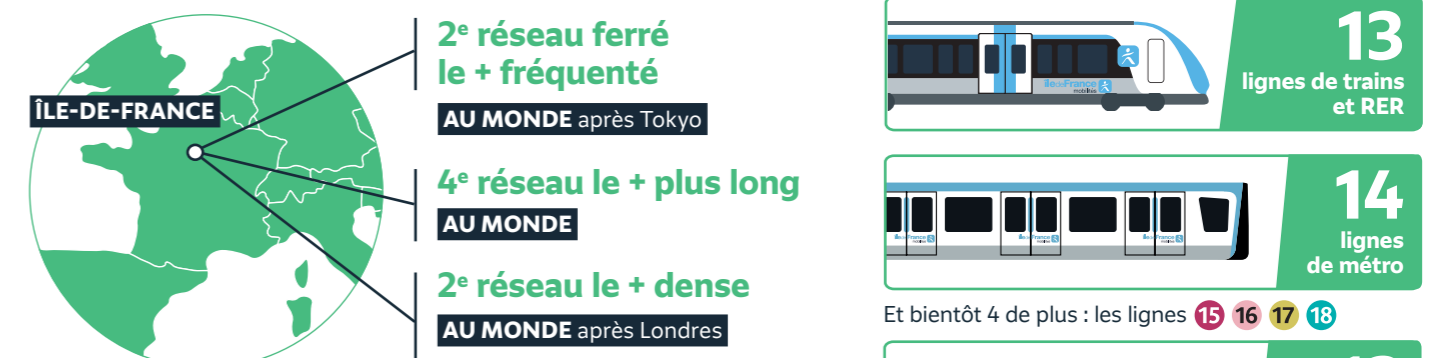 ÎLE-DE-FRANCE
2e réseau ferré
le + fréquenté
AU MONDE après Tokyo
4e réseau le + plus long
AU MONDE
2e réseau le + dense
AU MONDE après Londres
îledeFrance
mobilités
13
lignes de trains
et RER
14
lignes
de métro
Et bientôt 4 de plus : les lignes 15 16 17 18